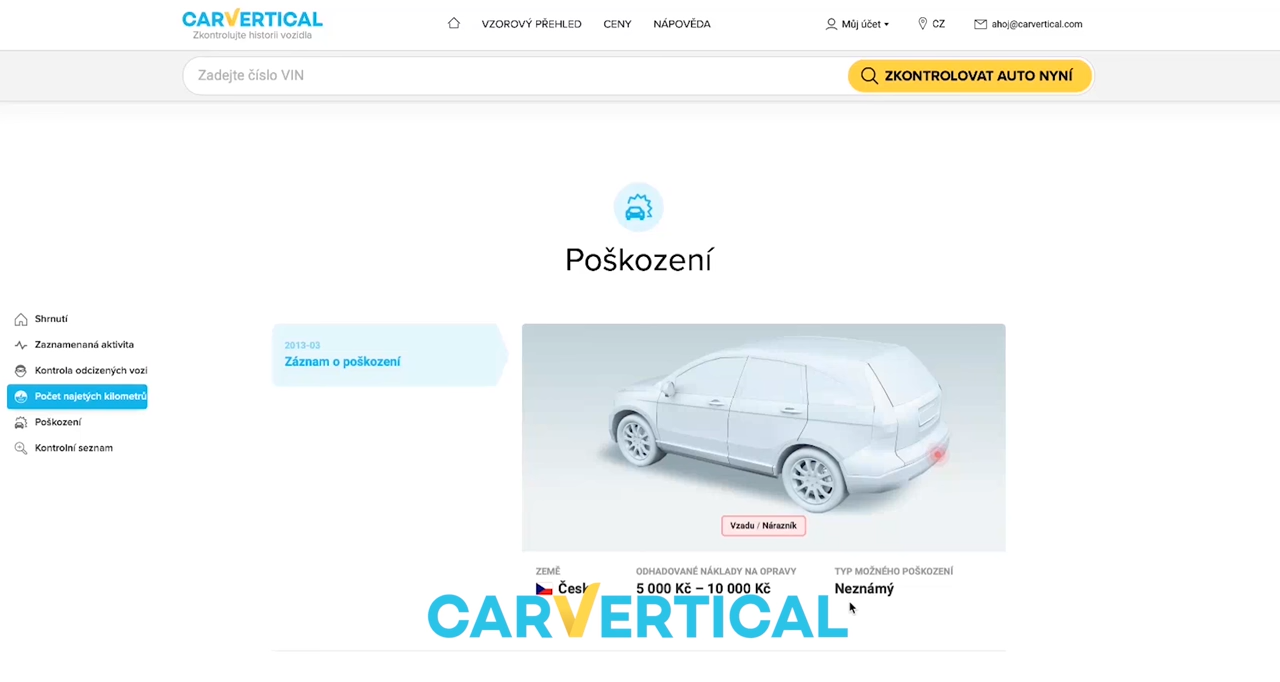 CARVERTICAL
Zkontrolujte historii vozidla
VZOROVÝ PŘEHLED
CENY
NÁPOVĚDA
Můj účet
CZ
ahoj@carvertical.com
Zadejte číslo VIN
ZKONTROLOVAT AUTO NYNÍ
Poškození
Shrnutí
Zaznamenaná aktivita
Kontrola odcizených vozi
Počet najetých kilometrů
Poškození
Kontrolní seznam
2013-03
Záznam o poškození
Vzadu / Nárazník
ZEMĚ
ODHADOVANÉ NÁKLADY NA OPRAVY
5 000 Kč – 10 000 Kč
TYP MOŽNÉHO POŠKOZENÍ
Neznámý
CARVERTICAL